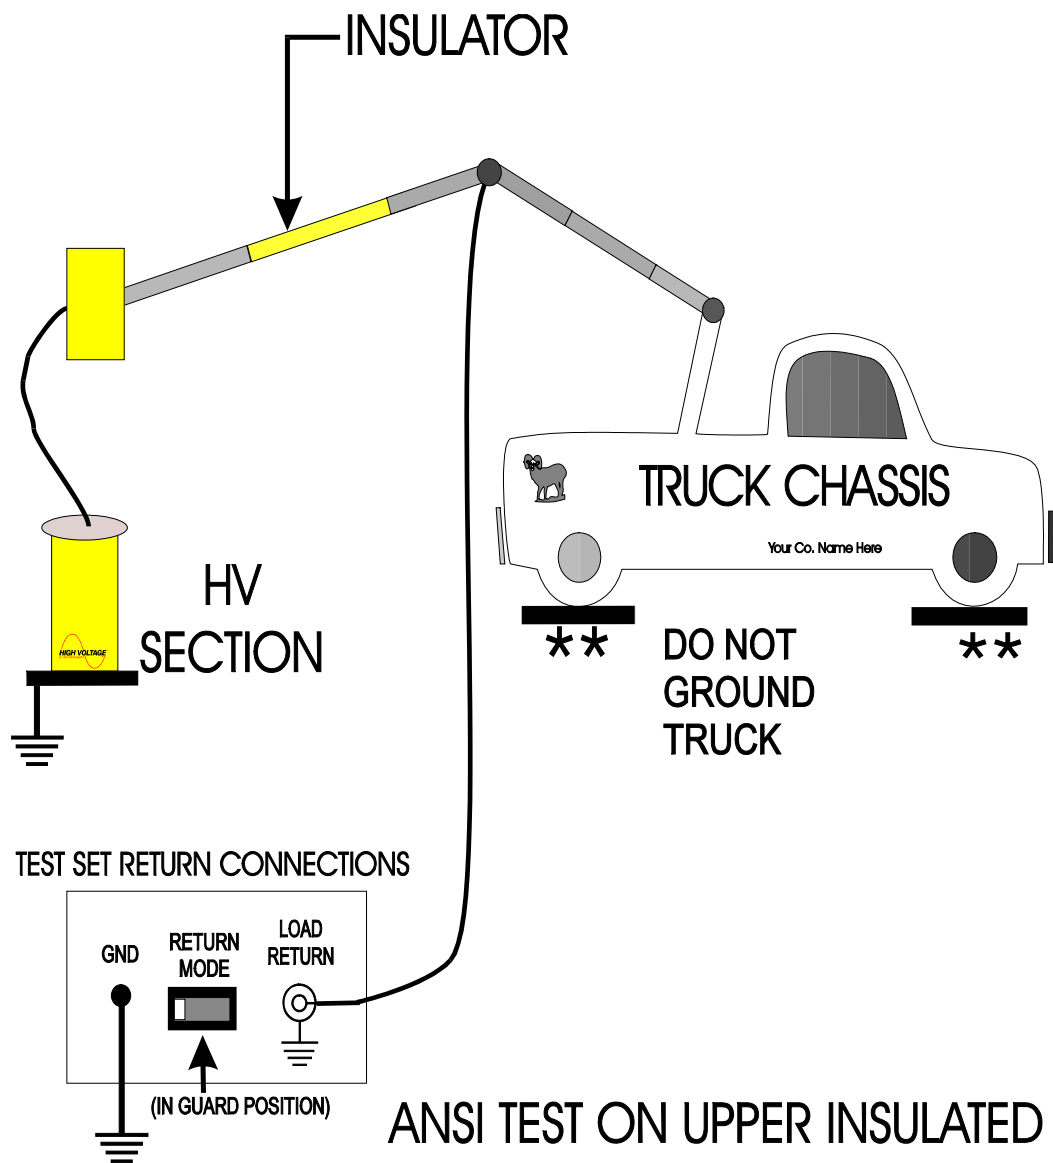 INSULATOR
TRUCK CHASSIS
Your Co. Name Here
HV
SECTION
HIGH VOLTAGE
**
DO NOT
GROUND
TRUCK
**
TEST SET RETURN CONNECTIONS
GND
RETURN
MODE
LOAD
RETURN
(IN GUARD POSITION)
ANSI TEST ON UPPER INSULATED